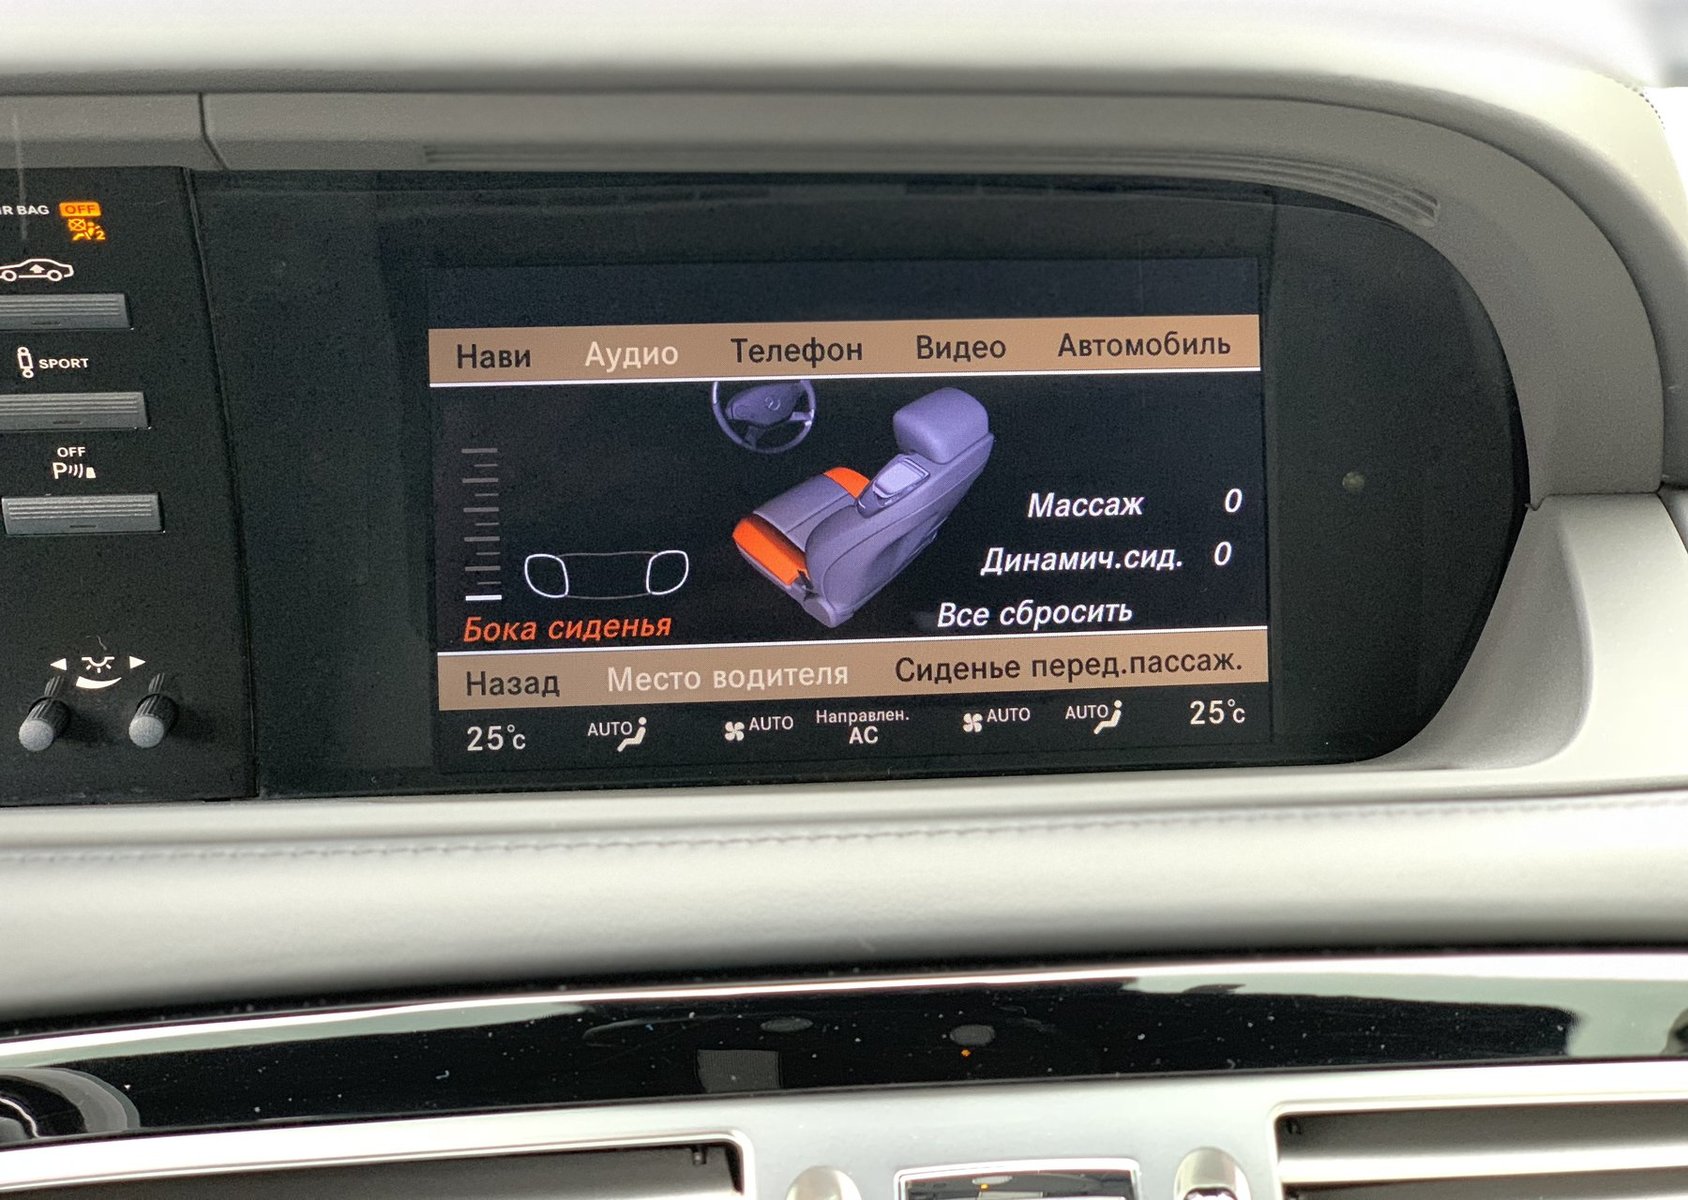 AIR BAG OFF
2
SPORT
OFF
P
Нави Аудио Телефон Видео Автомобиль
Массаж 0
Динамич.сид. 0
Все сбросить
Бока сиденья
Назад Место водителя Сиденье перед.пассаж.
25°C AUTO AUTO Направлен. AUTO AUTO 25°C
AC